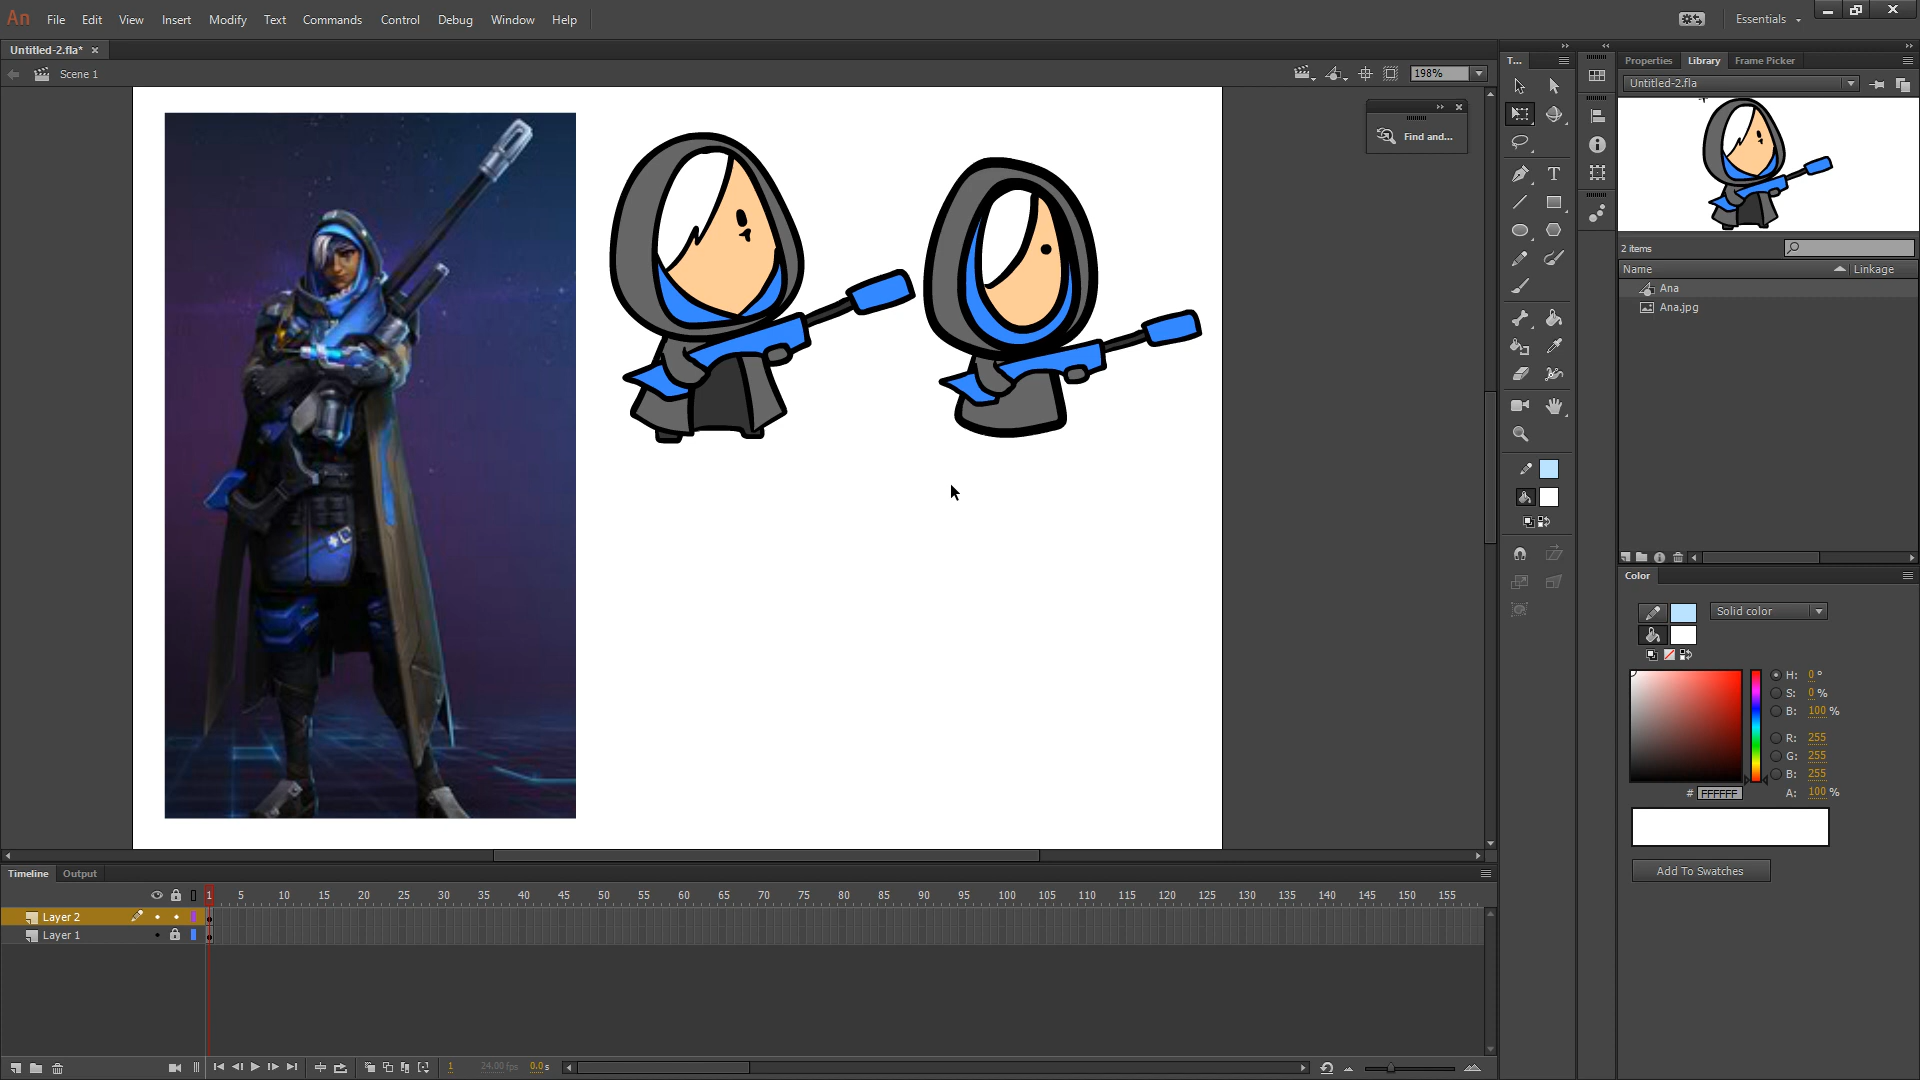 An File Edit View Insert Modify Text Commands Control Debug Window Help Essentials
Untitled-2.fla*
Scene 1
198%
Find and...
T...
Properties Library Frame Picker
Untitled-2.fla
2 items
Name Linkage
Ana
Ana.jpg
Color
Solid color
H: 0 °
S: 0 %
B: 100 %
R: 255
G: 255
B: 255
# FFFFFF A: 100 %
Add To Swatches
Timeline Output
1 5 10 15 20 25 30 35 40 45 50 55 60 65 70 75 80 85 90 95 100 105 110 115 120 125 130 135 140 145 150 155
Layer 2
Layer 1
1 24.00 fps 0.0 s